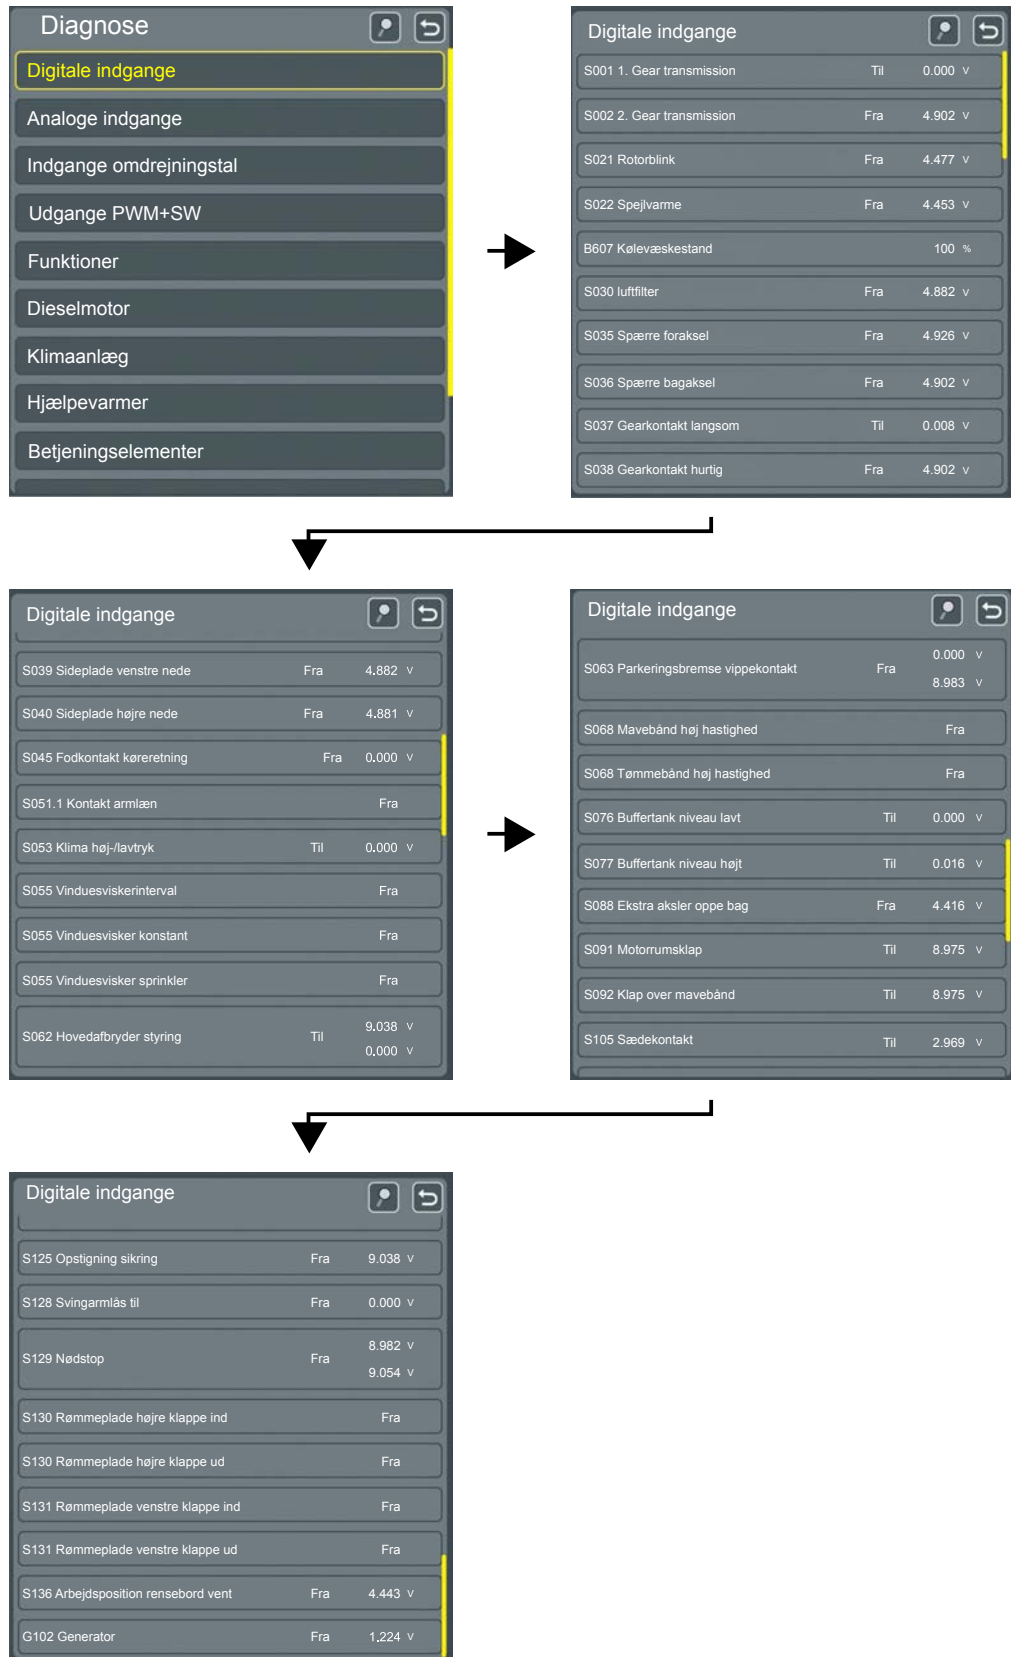 Diagnose
Digitale indgange
Analoge indgange
Indgange omdrejningstal
Udgange PWM+SW
Funktioner
Dieselmotor
Klimaanlæg
Hjælpevarmer
Betjeningselementer
Digitale indgange
S001 1. Gear transmission Til 0.000 V
S002 2. Gear transmission Fra 4.902 V
S021 Rotorblink Fra 4.477 V
S022 Spejlvarme Fra 4.453 V
B607 Kølevæskestand 100 %
S030 luftfilter Fra 4.882 V
S035 Spærre foraksel Fra 4.926 V
S036 Spærre bagaksel Fra 4.902 V
S037 Gearkontakt langsom Til 0.008 V
S038 Gearkontakt hurtig Fra 4.902 V
Digitale indgange
S039 Sideplade venstre nede Fra 4.882 V
S040 Sideplade højre nede Fra 4.881 V
S045 Fodkontakt køreretning Fra 0.000 V
S051.1 Kontakt armlæn Fra
S053 Klima høj-/lavtryk Til 0.000 V
S055 Vinduesviskerinterval Fra
S055 Vinduesvisker konstant Fra
S055 Vinduesvisker sprinkler Fra
S062 Hovedafbryder styring Til 9.038 V
0.000 V
Digitale indgange
S063 Parkeringsbremse vippekontakt Fra 0.000 V
8.983 V
S068 Mavebånd høj hastighed Fra
S068 Tømmebånd høj hastighed Fra
S076 Buffertank niveau lavt Til 0.000 V
S077 Buffertank niveau højt Til 0.016 V
S088 Ekstra aksler oppe bag Fra 4.416 V
S091 Motorrumsklap Til 8.975 V
S092 Klap over mavebånd Til 8.975 V
S105 Sædekontakt Til 2.969 V
Digitale indgange
S125 Opstigning sikring Fra 9.038 V
S128 Svingarmlås til Fra 0.000 V
S129 Nødstop Fra 8.982 V
9.054 V
S130 Rømmeplade højre klappe ind Fra
S130 Rømmeplade højre klappe ud Fra
S131 Rømmeplade venstre klappe ind Fra
S131 Rømmeplade venstre klappe ud Fra
S136 Arbejdsposition rensebord vent Fra 4.443 V
G102 Generator Fra 1.224 V